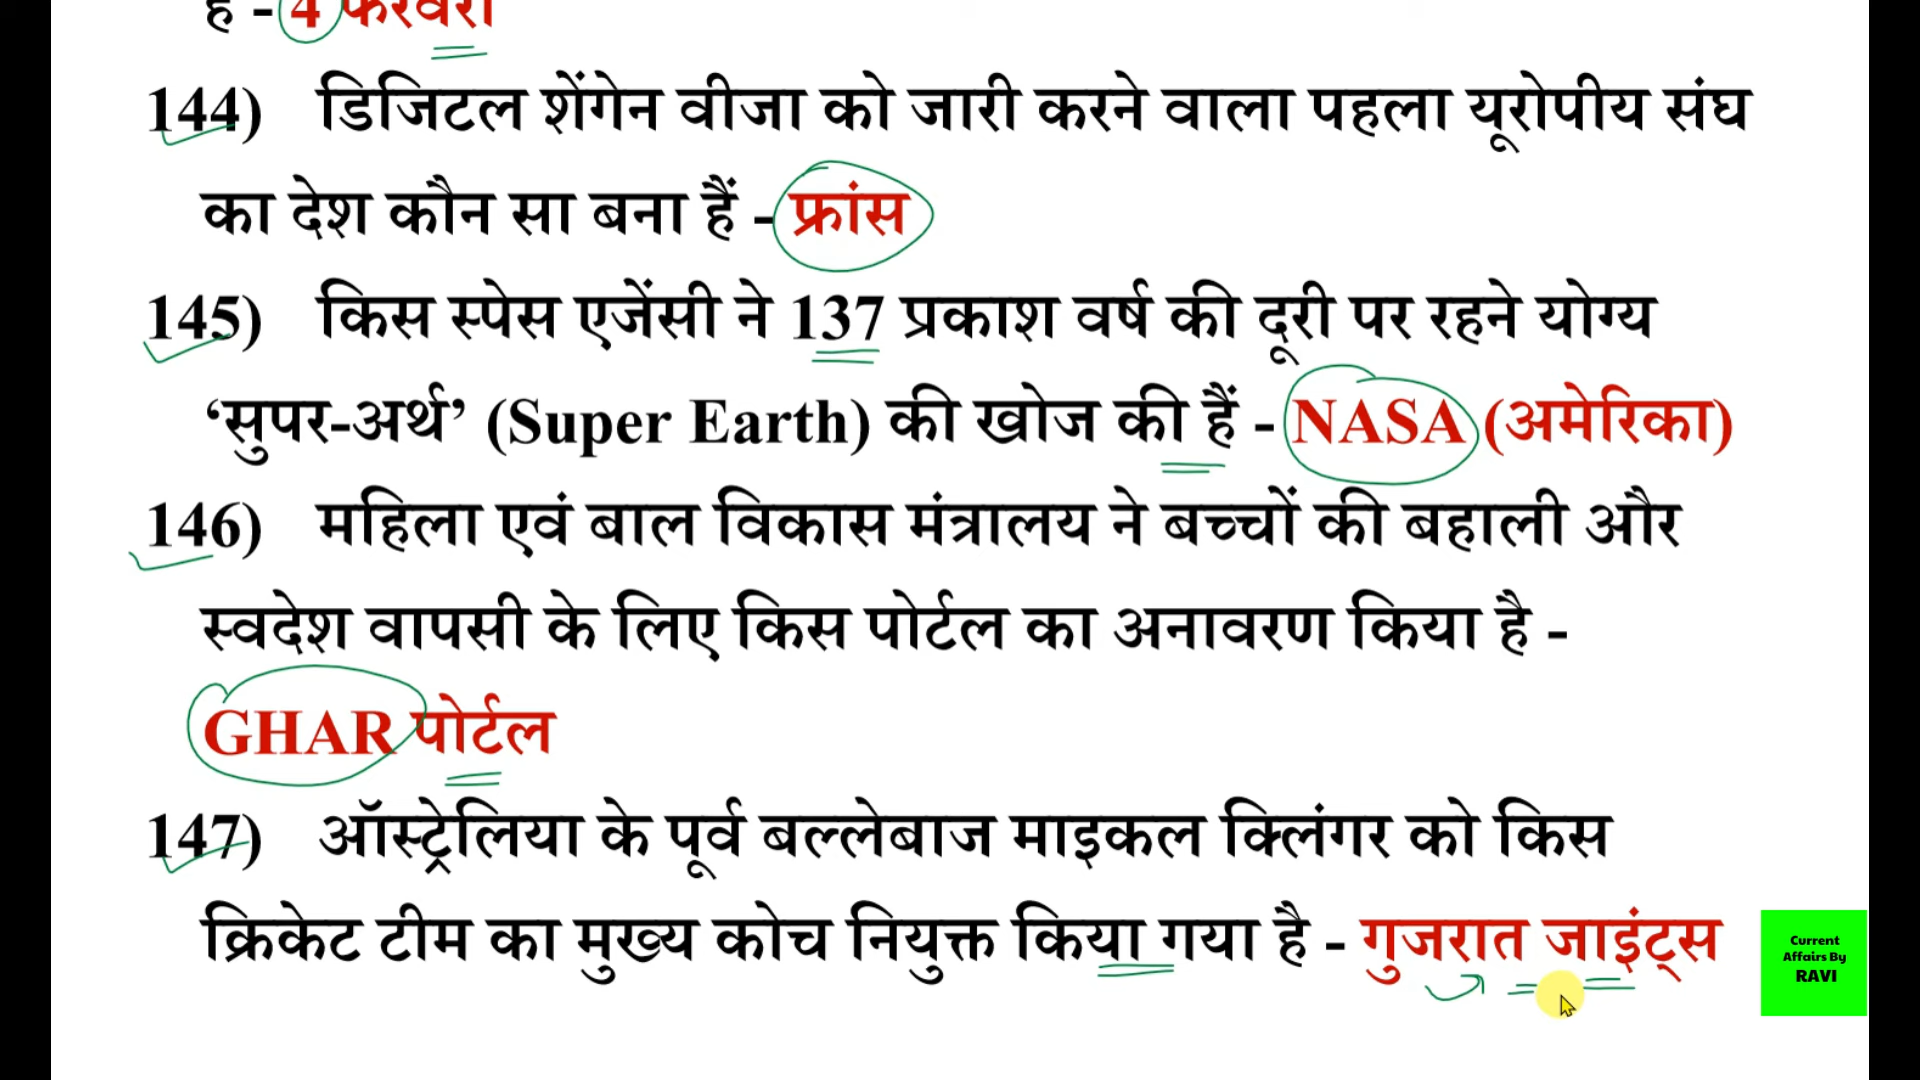 है - 4 फरवरी
144) डिजिटल शेंगेन वीजा को जारी करने वाला पहला यूरोपीय संघ
का देश कौन सा बना हैं - फ्रांस
145) किस स्पेस एजेंसी ने 137 प्रकाश वर्ष की दूरी पर रहने योग्य
‘सुपर-अर्थ’ (Super Earth) की खोज की हैं - NASA (अमेरिका)
146) महिला एवं बाल विकास मंत्रालय ने बच्चों की बहाली और
स्वदेश वापसी के लिए किस पोर्टल का अनावरण किया है -
GHAR पोर्टल
147) ऑस्ट्रेलिया के पूर्व बल्लेबाज माइकल क्लिंगर को किस
क्रिकेट टीम का मुख्य कोच नियुक्त किया गया है - गुजरात जाइंट्स
Current
Affairs By
RAVI